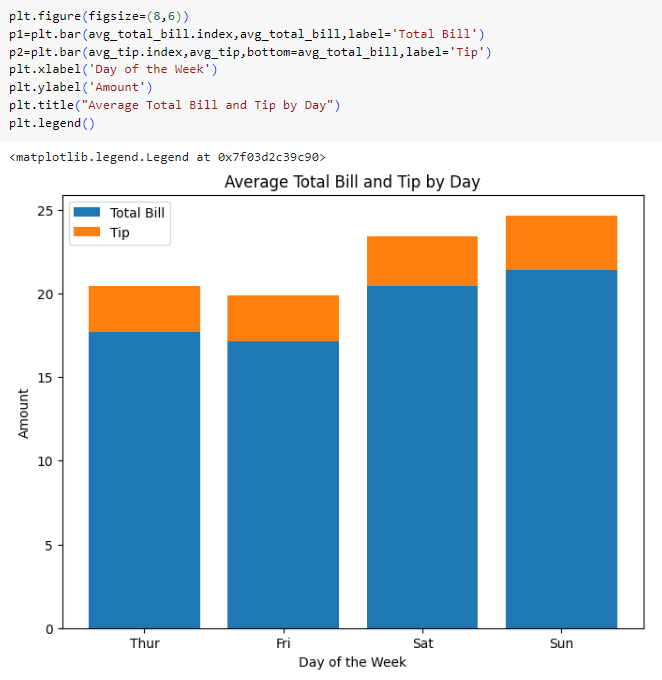 plt.figure(figsize=(8,6))
p1=plt.bar(avg_total_bill.index,avg_total_bill,label='Total Bill')
p2=plt.bar(avg_tip.index,avg_tip,bottom=avg_total_bill,label='Tip')
plt.xlabel('Day of the Week')
plt.ylabel('Amount')
plt.title("Average Total Bill and Tip by Day")
plt.legend()
<matplotlib.legend.Legend at 0x7f03d2c39c90>
Average Total Bill and Tip by Day
Total Bill
Tip
25
20
15
10
5
0
Amount
Thur Fri Sat Sun
Day of the Week